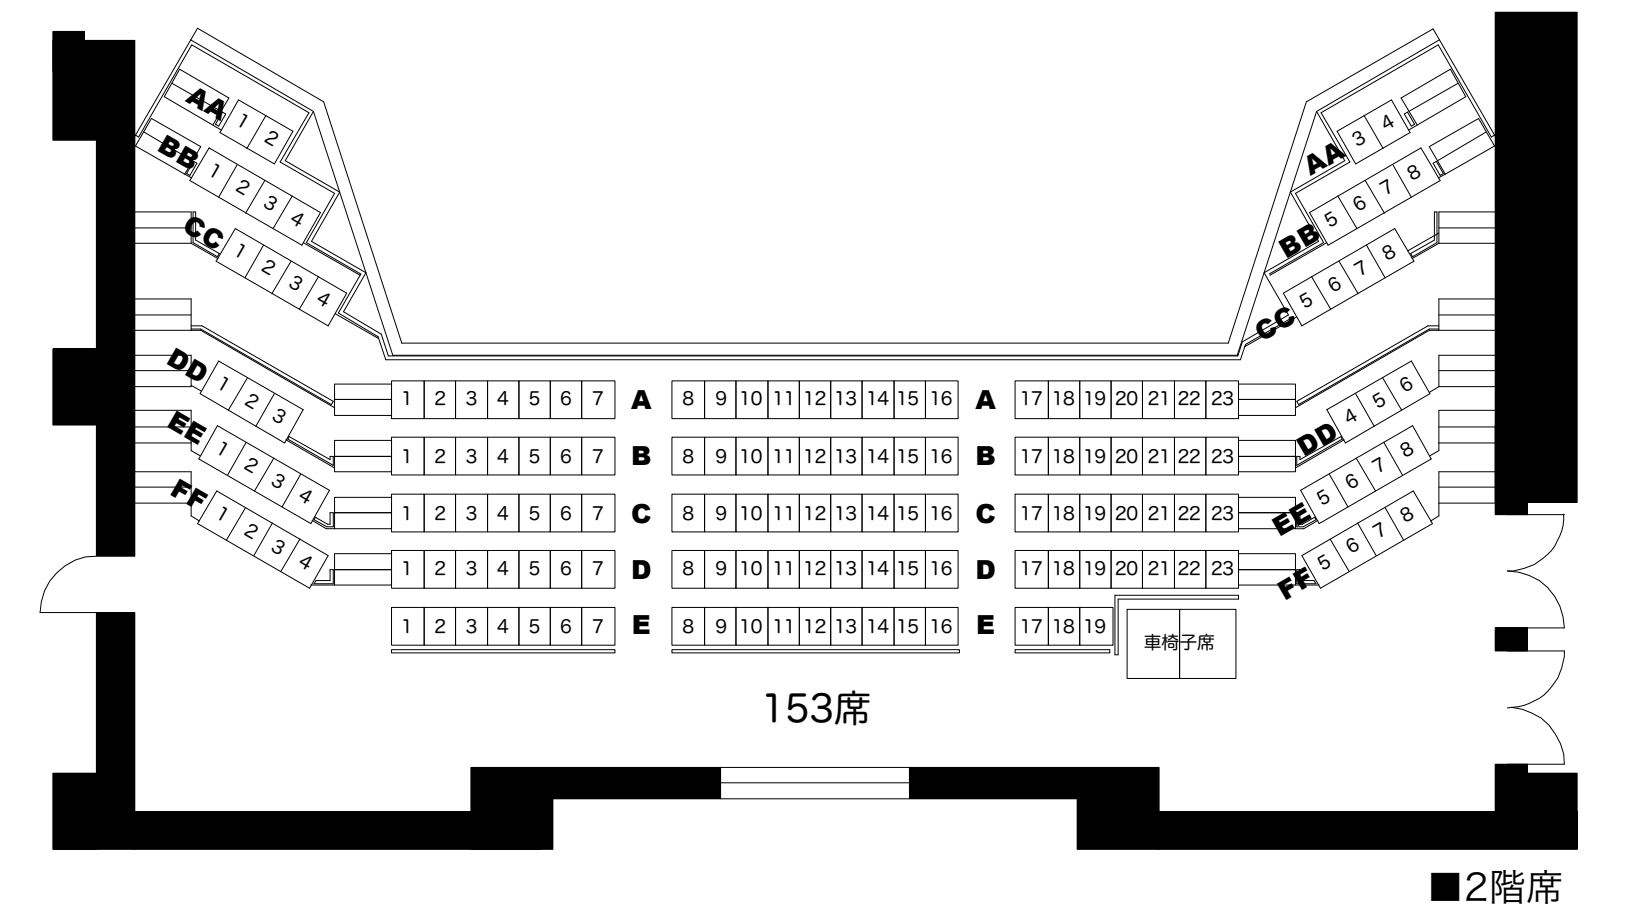 AA 1 2
AA 3 4
BB 1 2 3 4
BB 5 6 7 8
CC 1 2 3 4
CC 5 6 7 8
DD 1 2 3
DD 4 5 6
EE 1 2 3 4
EE 5 6 7 8
FF 1 2 3 4
FF 5 6 7 8
1 2 3 4 5 6 7 A 8 9 10 11 12 13 14 15 16 A 17 18 19 20 21 22 23
1 2 3 4 5 6 7 B 8 9 10 11 12 13 14 15 16 B 17 18 19 20 21 22 23
1 2 3 4 5 6 7 C 8 9 10 11 12 13 14 15 16 C 17 18 19 20 21 22 23
1 2 3 4 5 6 7 D 8 9 10 11 12 13 14 15 16 D 17 18 19 20 21 22 23
1 2 3 4 5 6 7 E 8 9 10 11 12 13 14 15 16 E 17 18 19
車椅子席
153席
■2階席